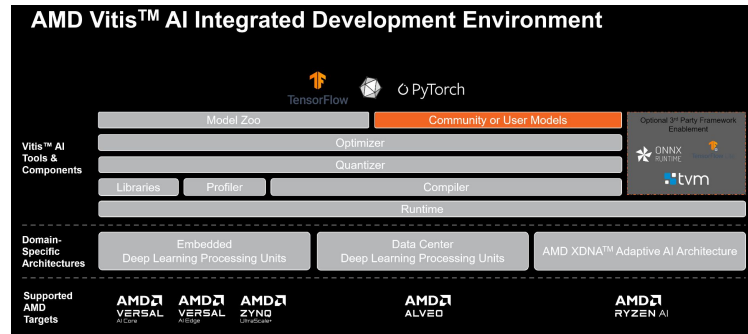 AMD Vitis™ AI Integrated Development Environment
TensorFlow
PyTorch
Model Zoo
Community or User Models
Optional 3rd Party Framework
Enablement
Vitis™ AI
Tools &
Components
Optimizer
ONNX
RUNTIME
TensorFlow Lite
Quantizer
tvm
Libraries
Profiler
Compiler
Runtime
Domain-
Specific
Architectures
Embedded
Deep Learning Processing Units
Data Center
Deep Learning Processing Units
AMD XDNA™ Adaptive AI Architecture
Supported
AMD
Targets
AMD
VERSAL
AI Core
AMD
VERSAL
AI Edge
AMD
ZYNQ
UltraScale+
AMD
ALVEO
AMD
RYZEN AI